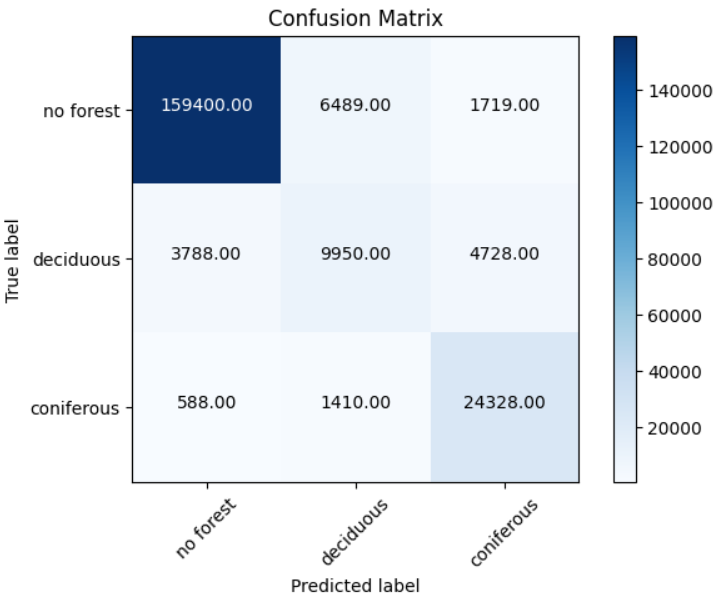 Confusion Matrix
True label
no forest
159400.00 6489.00 1719.00
deciduous
3788.00 9950.00 4728.00
coniferous
588.00 1410.00 24328.00
no forest
deciduous
coniferous
Predicted label
140000
120000
100000
80000
60000
40000
20000